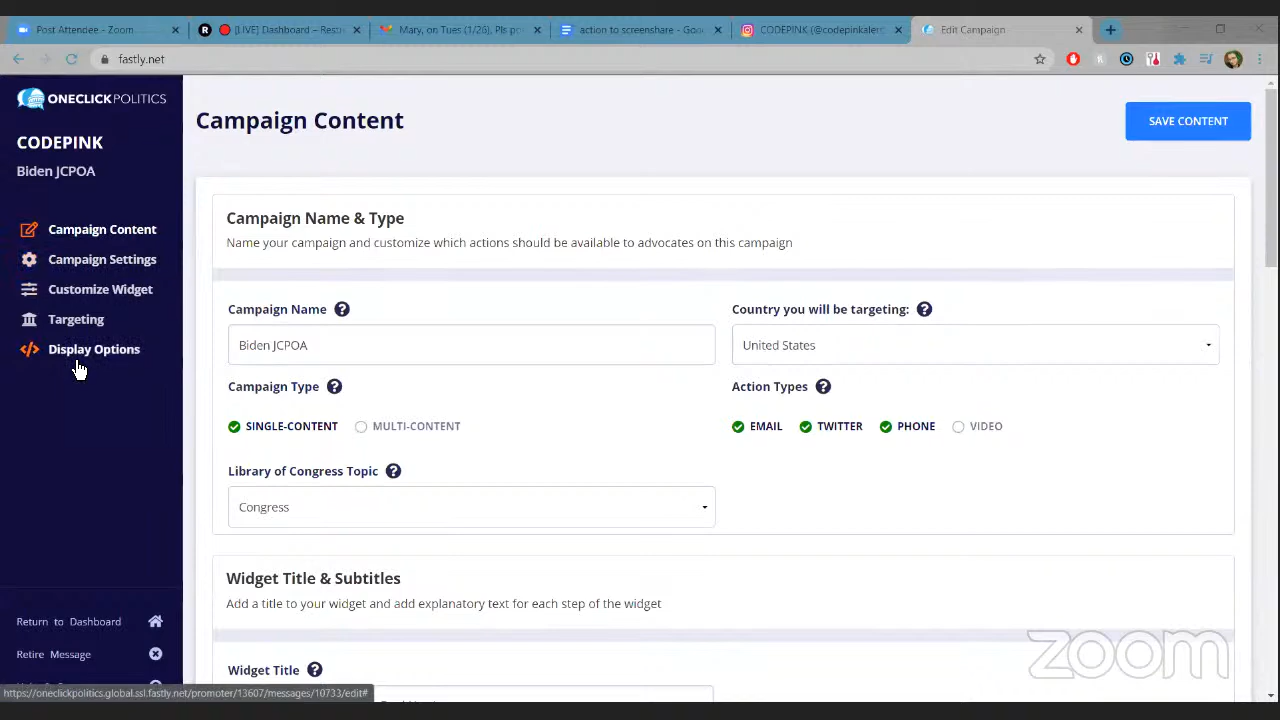 Post Attendee - Zoom
[LIVE] Dashboard – Rest
Mary, on Tues (1/26), Pls p
action to screenshare - Goo
CODEPINK (@codepinkaler
Edit Campaign
fastly.net
ONECLICKPOLITICS
CODEPINK
Biden JCPOA
Campaign Content
Campaign Settings
Customize Widget
Targeting
Display Options
Return to Dashboard
Retire Message
Campaign Content
SAVE CONTENT
Campaign Name & Type
Name your campaign and customize which actions should be available to advocates on this campaign
Campaign Name ?
Country you will be targeting: ?
Biden JCPOA
United States
Campaign Type ?
Action Types ?
SINGLE-CONTENT MULTI-CONTENT
EMAIL TWITTER PHONE VIDEO
Library of Congress Topic ?
Congress
Widget Title & Subtitles
Add a title to your widget and add explanatory text for each step of the widget
Widget Title ?
zoom
https://oneclickpolitics.global.ssl.fastly.net/promoter/13607/messages/10733/edit#